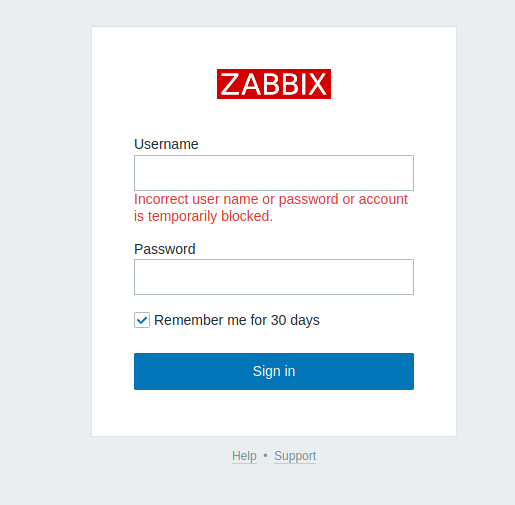 ZABBIX
Username
Incorrect user name or password or account
is temporarily blocked.
Password
Remember me for 30 days
Sign in
Help • Support